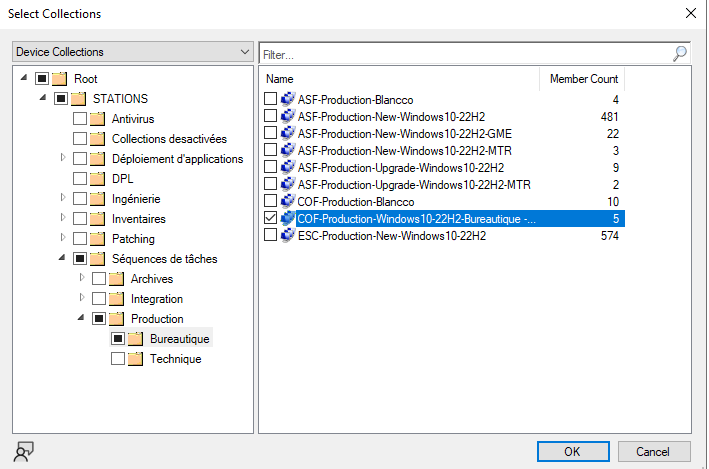 Select Collections
Device Collections
Filter...
Root
STATIONS
Antivirus
Collections desactivées
Déploiement d'applications
DPL
Ingénierie
Inventaires
Patching
Séquences de tâches
Archives
Integration
Production
Bureautique
Technique
Name Member Count
ASF-Production-Blancco 4
ASF-Production-New-Windows10-22H2 481
ASF-Production-New-Windows10-22H2-GME 22
ASF-Production-New-Windows10-22H2-MTR 3
ASF-Production-Upgrade-Windows10-22H2 9
ASF-Production-Upgrade-Windows10-22H2-MTR 2
COF-Production-Blancco 10
COF-Production-Windows10-22H2-Bureautique -... 5
ESC-Production-New-Windows10-22H2 574
OK
Cancel